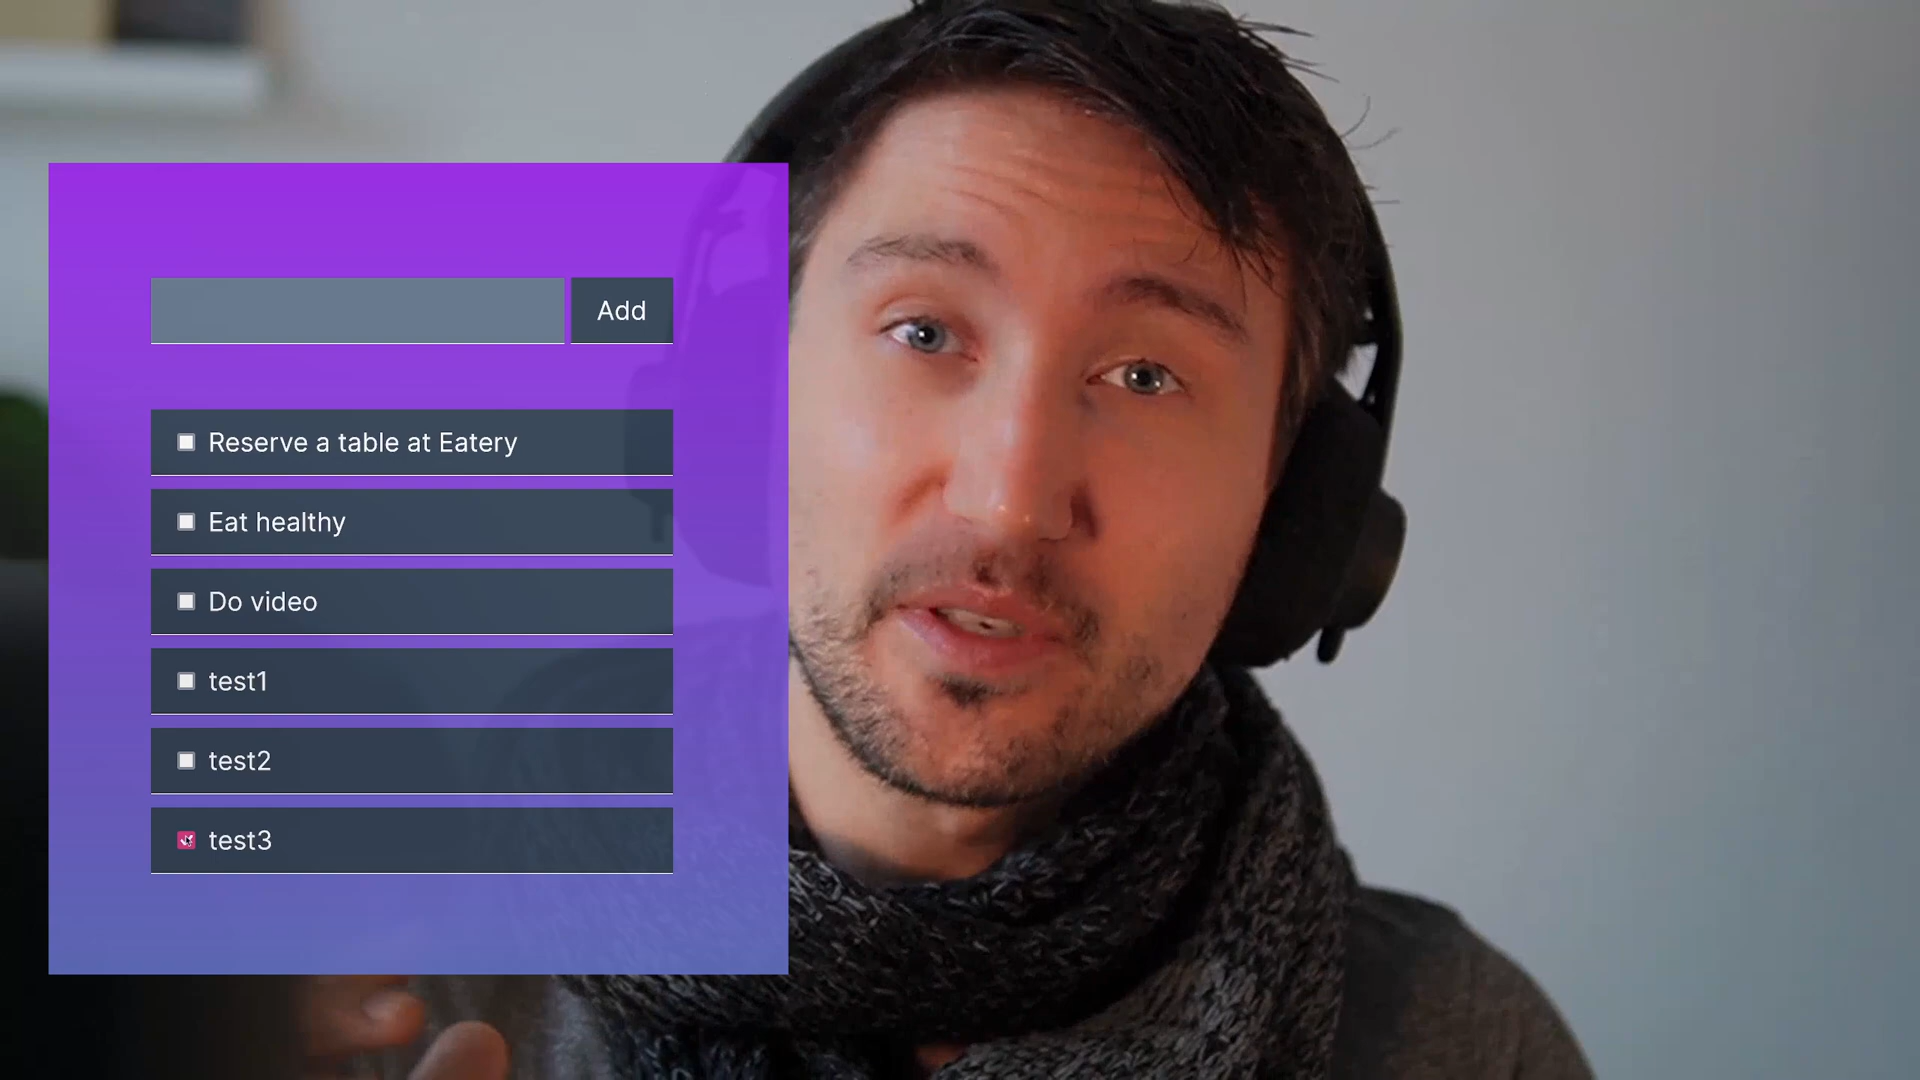 Add
Reserve a table at Eatery
Eat healthy
Do video
test1
test2
test3